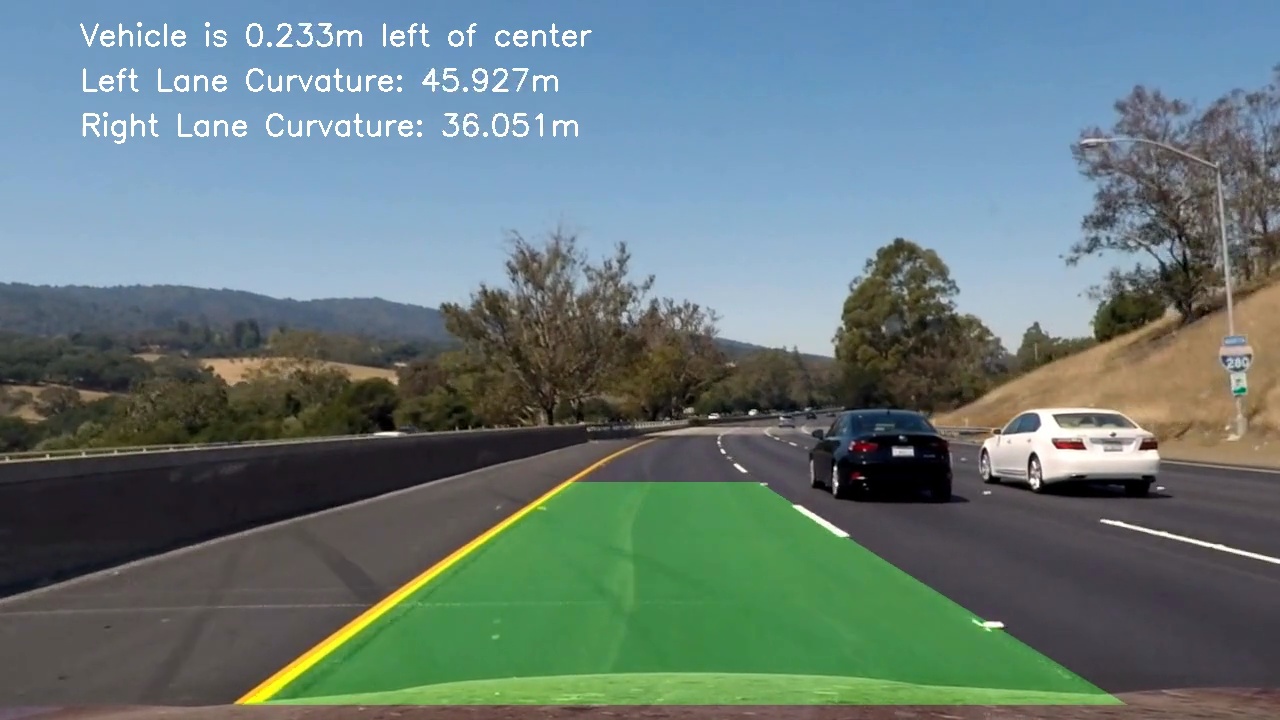 Vehicle is 0.233m left of center
Left Lane Curvature: 45.927m
Right Lane Curvature: 36.051m
280